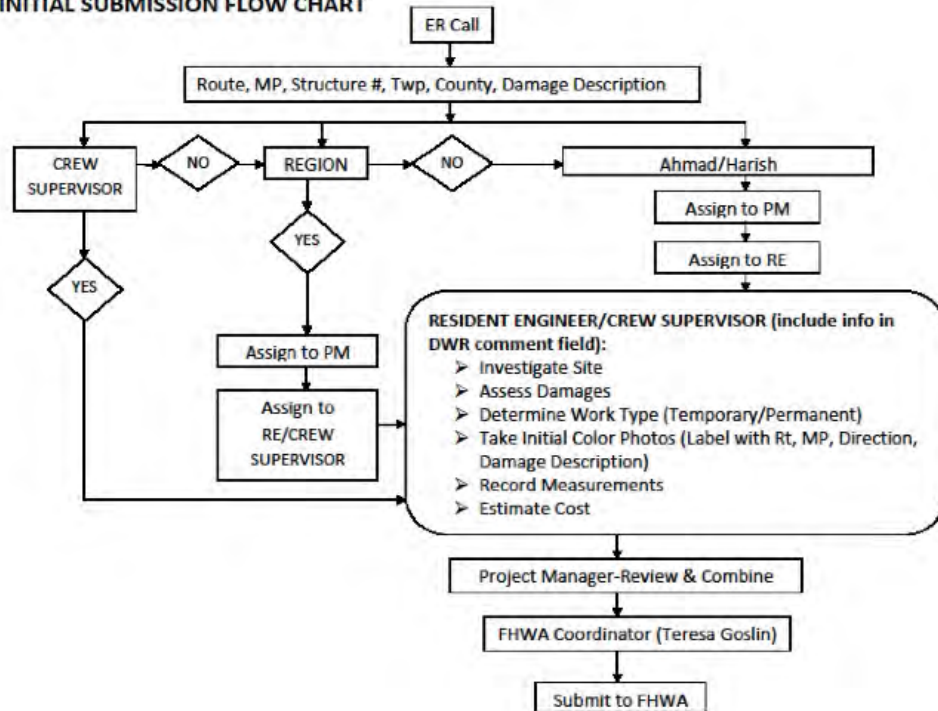 INITIAL SUBMISSION FLOW CHART
ER Call
Route, MP, Structure #, Twp, County, Damage Description
CREW
SUPERVISOR
NO
REGION
NO
Ahmad/Harish
Assign to PM
Assign to RE
YES
YES
Assign to PM
Assign to
RE/CREW
SUPERVISOR
RESIDENT ENGINEER/CREW SUPERVISOR (include info in
DWR comment field):
➢ Investigate Site
➢ Assess Damages
➢ Determine Work Type (Temporary/Permanent)
➢ Take Initial Color Photos (Label with Rt, MP, Direction,
Damage Description)
➢ Record Measurements
➢ Estimate Cost
Project Manager-Review & Combine
FHWA Coordinator (Teresa Goslin)
Submit to FHWA